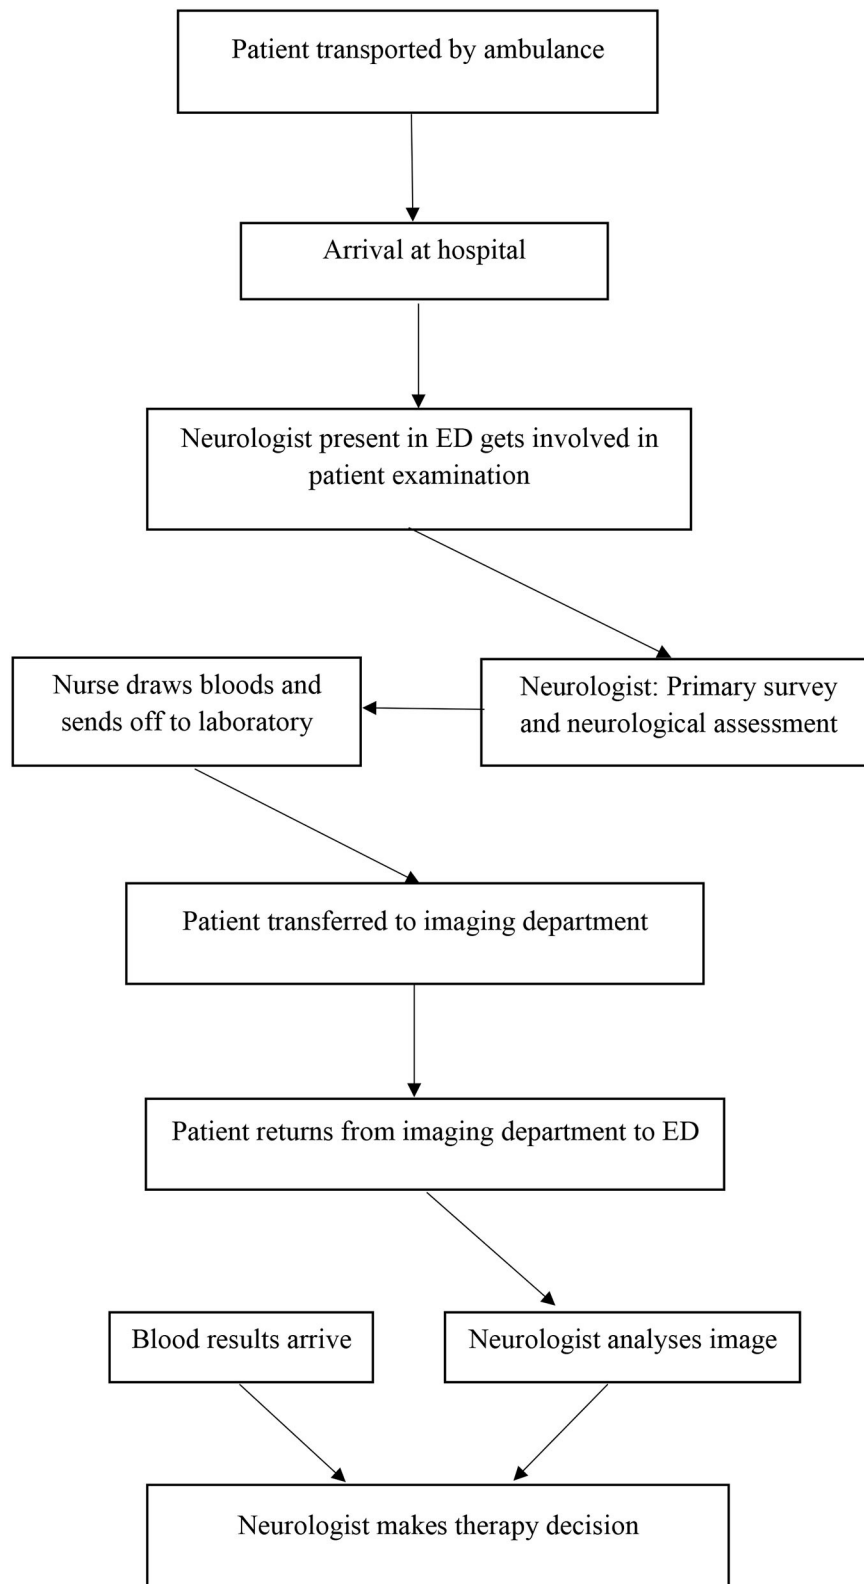 Patient transported by ambulance
Arrival at hospital
Neurologist present in ED gets involved in
patient examination
Nurse draws bloods and
sends off to laboratory
Neurologist: Primary survey
and neurological assessment
Patient transferred to imaging department
Patient returns from imaging department to ED
Blood results arrive
Neurologist analyses image
Neurologist makes therapy decision